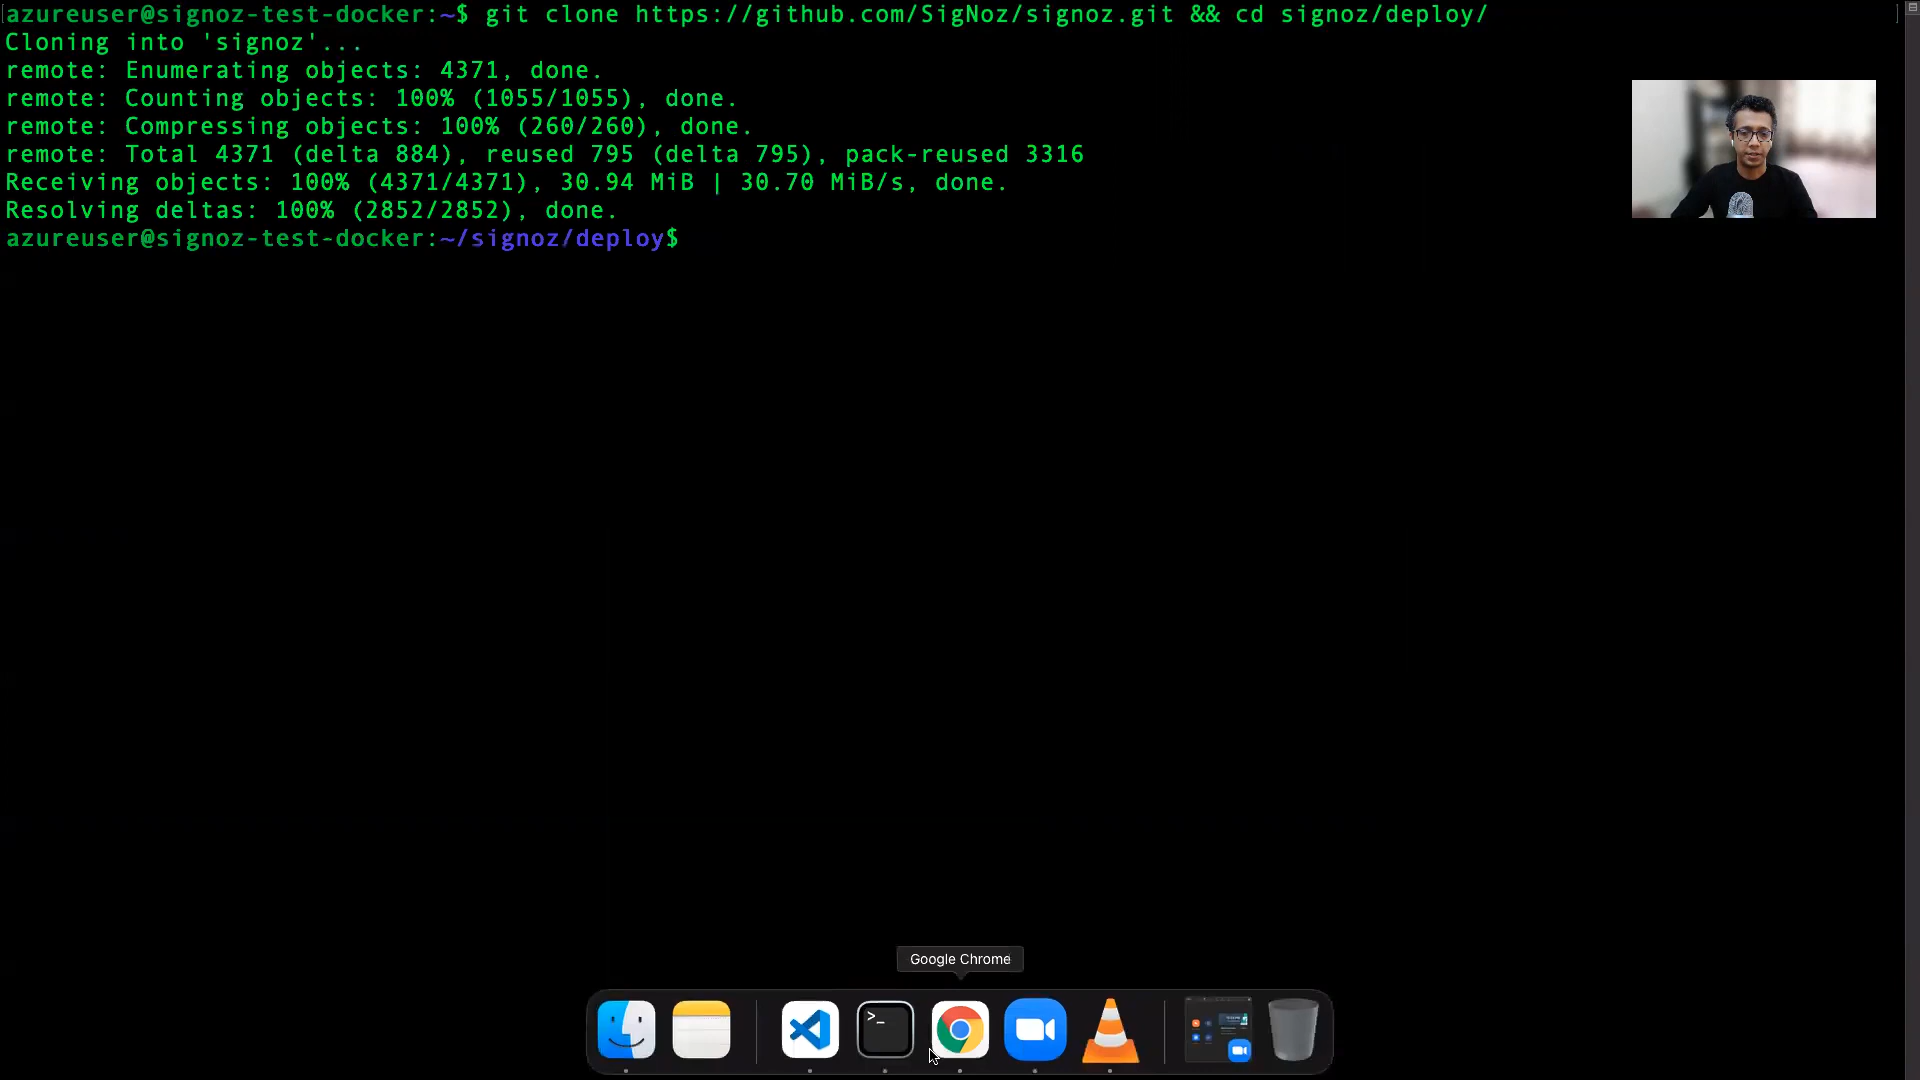 azureuser@signoz-test-docker:~$ git clone https://github.com/SigNoz/signoz.git && cd signoz/deploy/
Cloning into 'signoz'...
remote: Enumerating objects: 4371, done.
remote: Counting objects: 100% (1055/1055), done.
remote: Compressing objects: 100% (260/260), done.
remote: Total 4371 (delta 884), reused 795 (delta 795), pack-reused 3316
Receiving objects: 100% (4371/4371), 30.94 MiB | 30.70 MiB/s, done.
Resolving deltas: 100% (2852/2852), done.
azureuser@signoz-test-docker:~/signoz/deploy$
Google Chrome
>_